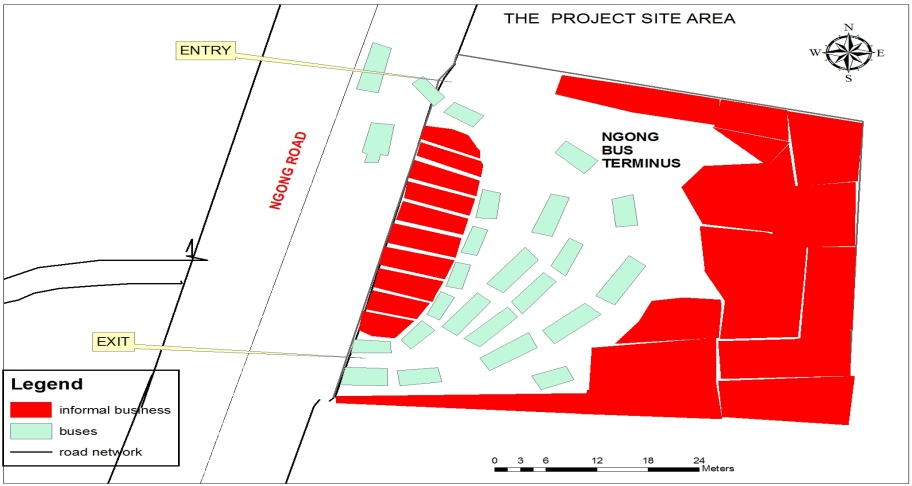 THE PROJECT SITE AREA
N
W E
S
ENTRY
NGONG ROAD
NGONG
BUS
TERMINUS
EXIT
Legend
informal business
buses
road network
0 3 6 12 18 24
Meters